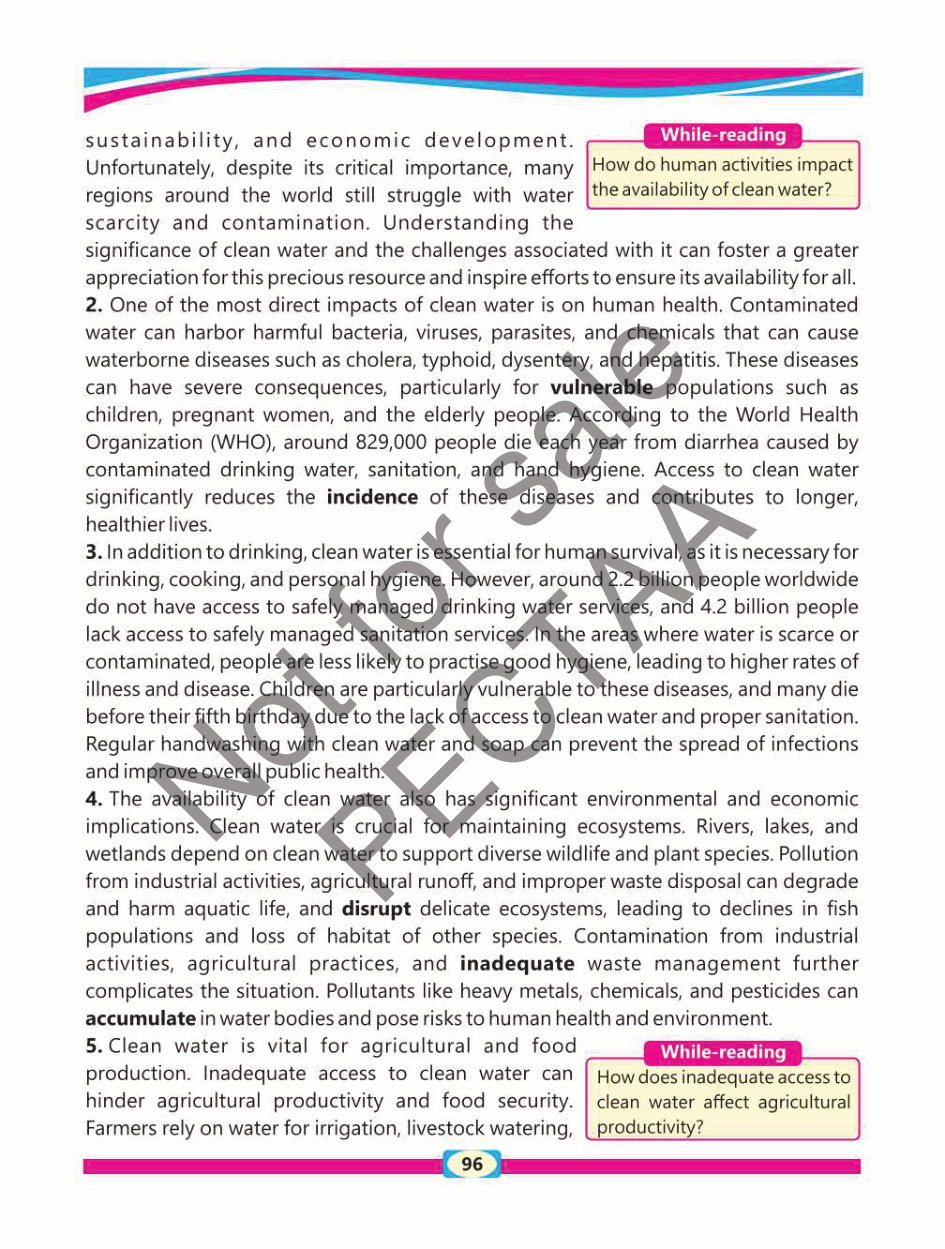 sustainability, and economic development.
Unfortunately, despite its critical importance, many
regions around the world still struggle with water
scarcity and contamination. Understanding the
While-reading
How do human activities impact
the availability of clean water?
significance of clean water and the challenges associated with it can foster a greater
appreciation for this precious resource and inspire efforts to ensure its availability for all.
2. One of the most direct impacts of clean water is on human health. Contaminated
water can harbor harmful bacteria, viruses, parasites, and chemicals that can cause
waterborne diseases such as cholera, typhoid, dysentery, and hepatitis. These diseases
can have severe consequences, particularly for vulnerable populations such as
children, pregnant women, and the elderly people. According to the World Health
Organization (WHO), around 829,000 people die each year from diarrhea caused by
contaminated drinking water, sanitation, and hand hygiene. Access to clean water
significantly reduces the incidence of these diseases and contributes to longer,
healthier lives.
3. In addition to drinking, clean water is essential for human survival, as it is necessary for
drinking, cooking, and personal hygiene. However, around 2.2 billion people worldwide
do not have access to safely managed drinking water services, and 4.2 billion people
lack access to safely managed sanitation services. In the areas where water is scarce or
contaminated, people are less likely to practise good hygiene, leading to higher rates of
illness and disease. Children are particularly vulnerable to these diseases, and many die
before their fifth birthday due to the lack of access to clean water and proper sanitation.
Regular handwashing with clean water and soap can prevent the spread of infections
and improve overall public health.
4. The availability of clean water also has significant environmental and economic
implications. Clean water is crucial for maintaining ecosystems. Rivers, lakes, and
wetlands depend on clean water to support diverse wildlife and plant species. Pollution
from industrial activities, agricultural runoff, and improper waste disposal can degrade
and harm aquatic life, and disrupt delicate ecosystems, leading to declines in fish
populations and loss of habitat of other species. Contamination from industrial
activities, agricultural practices, and inadequate waste management further
complicates the situation. Pollutants like heavy metals, chemicals, and pesticides can
accumulate in water bodies and pose risks to human health and environment.
5. Clean water is vital for agricultural and food
production. Inadequate access to clean water can
hinder agricultural productivity and food security.
Farmers rely on water for irrigation, livestock watering,
While-reading
How does inadequate access to
clean water affect agricultural
productivity?
96
Not for sale
PECTAA